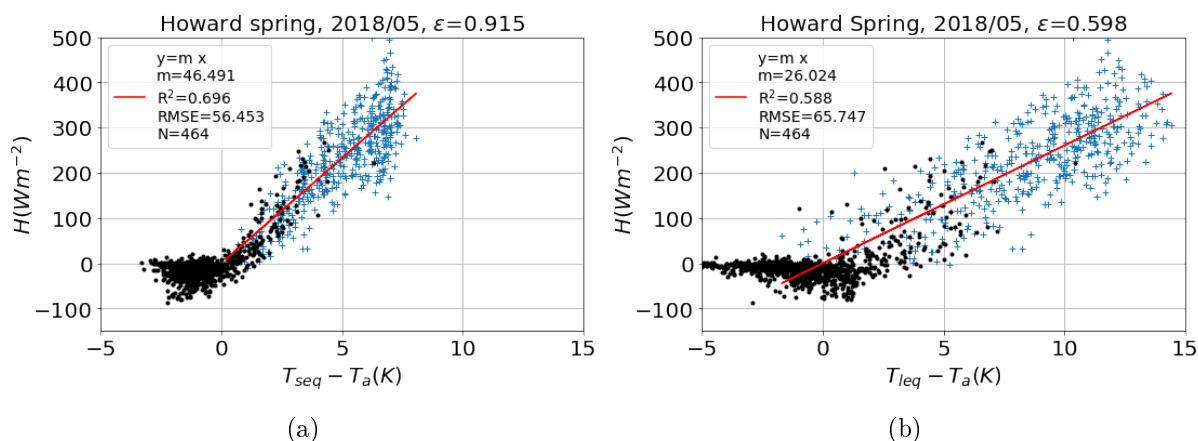 Howard spring, 2018/05, ε=0.915
500
400
300
200
100
0
−100
H(Wm⁻²)
y=m x
m=46.491
R²=0.696
RMSE=56.453
N=464
−5
0
5
10
15
T_seq − T_a(K)
(a)
Howard Spring, 2018/05, ε=0.598
500
400
300
200
100
0
−100
H(Wm⁻²)
y=m x
m=26.024
R²=0.588
RMSE=65.747
N=464
−5
0
5
10
15
T_leq − T_a(K)
(b)